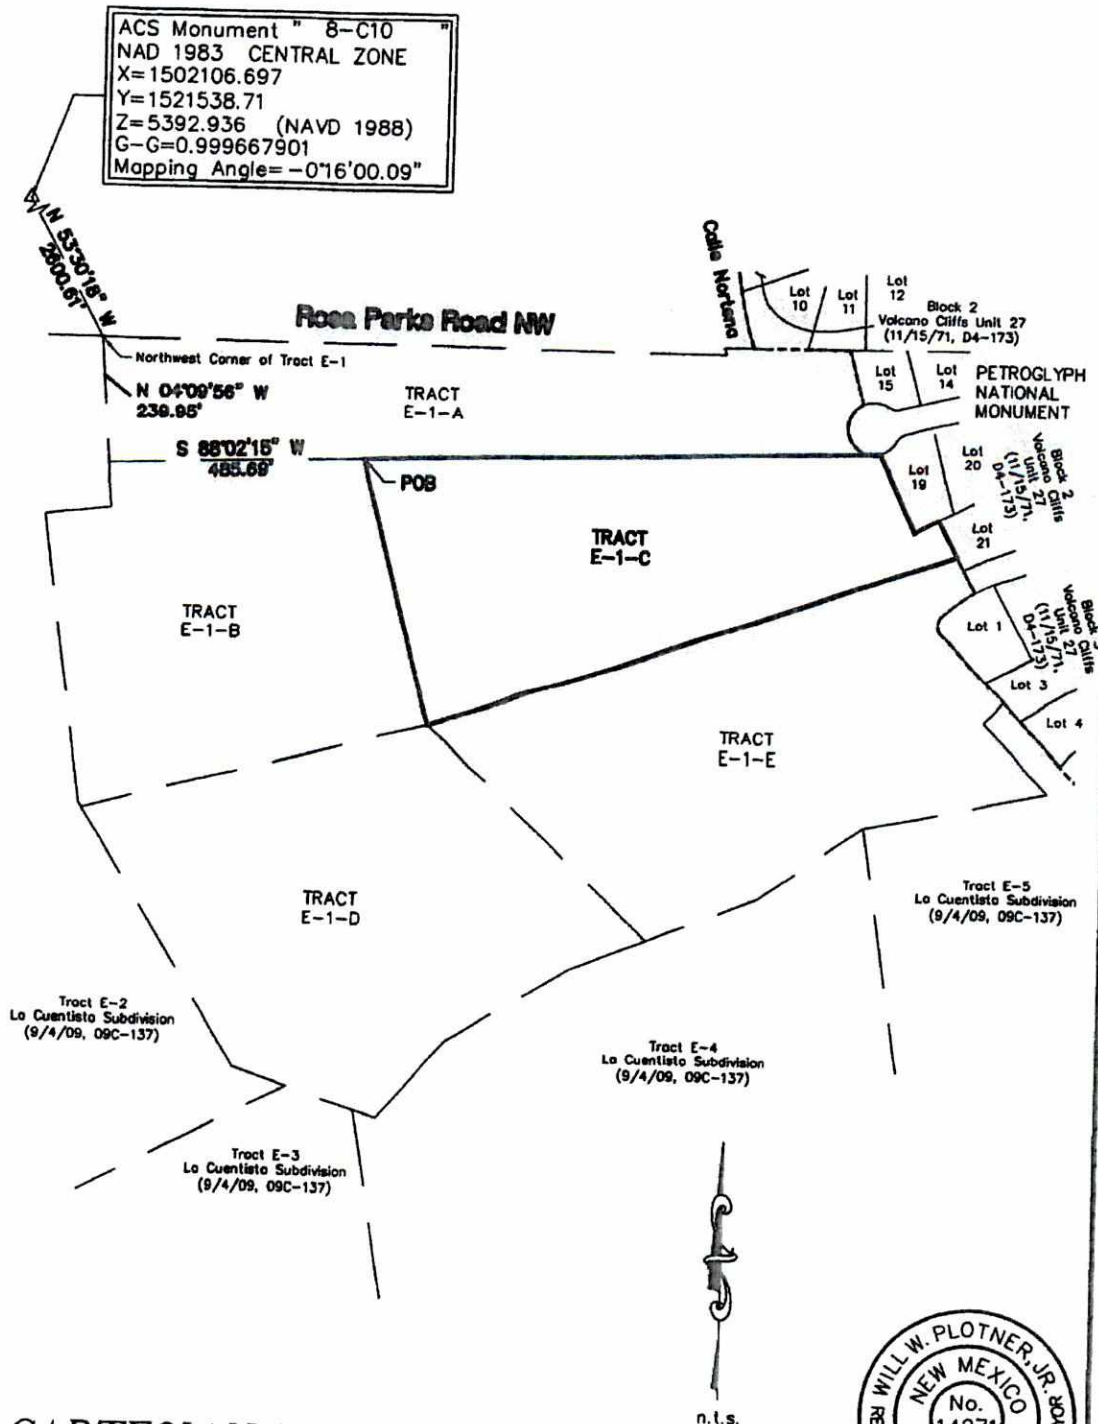 ACS Monument " 8-C10 "
NAD 1983 CENTRAL ZONE
X=1502106.697
Y=1521538.71
Z=5392.936 (NAVD 1988)
G-G=0.999667901
Mapping Angle= -0°16'00.09"
N 53°30'18" W
2600.61'
Rosa Parks Road NW
Calle Nortena
Lot
10
Lot
11
Lot
12
Block 2
Volcano Cliffs Unit 27
(11/15/71, D4-173)
Northwest Corner of Tract E-1
N 04°09'56" W
239.95'
TRACT
E-1-A
Lot
15
Lot
14
PETROGLYPH
NATIONAL
MONUMENT
S 88°02'15" W
485.69'
POB
Lot
19
Lot
20
Block 2
Volcano Cliffs
Unit 27
(11/15/71,
D4-173)
TRACT
E-1-C
Lot
21
TRACT
E-1-B
Lot 1
Block
Volcano Cliffs
Unit 27
(11/15/71,
D4-173)
Lot 3
Lot 4
TRACT
E-1-E
TRACT
E-1-D
Tract E-5
La Cuentista Subdivision
(9/4/09, 09C-137)
Tract E-2
La Cuentista Subdivision
(9/4/09, 09C-137)
Tract E-4
La Cuentista Subdivision
(9/4/09, 09C-137)
Tract E-3
La Cuentista Subdivision
(9/4/09, 09C-137)
n.t.s.
WILL W. PLOTNER, JR.
NEW MEXICO
No.